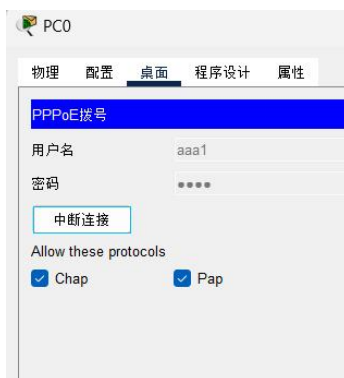 PC0
物理 配置 桌面 程序设计 属性
PPPoE拨号
用户名 aaa1
密码 ●●●●
中断连接
Allow these protocols
Chap Pap